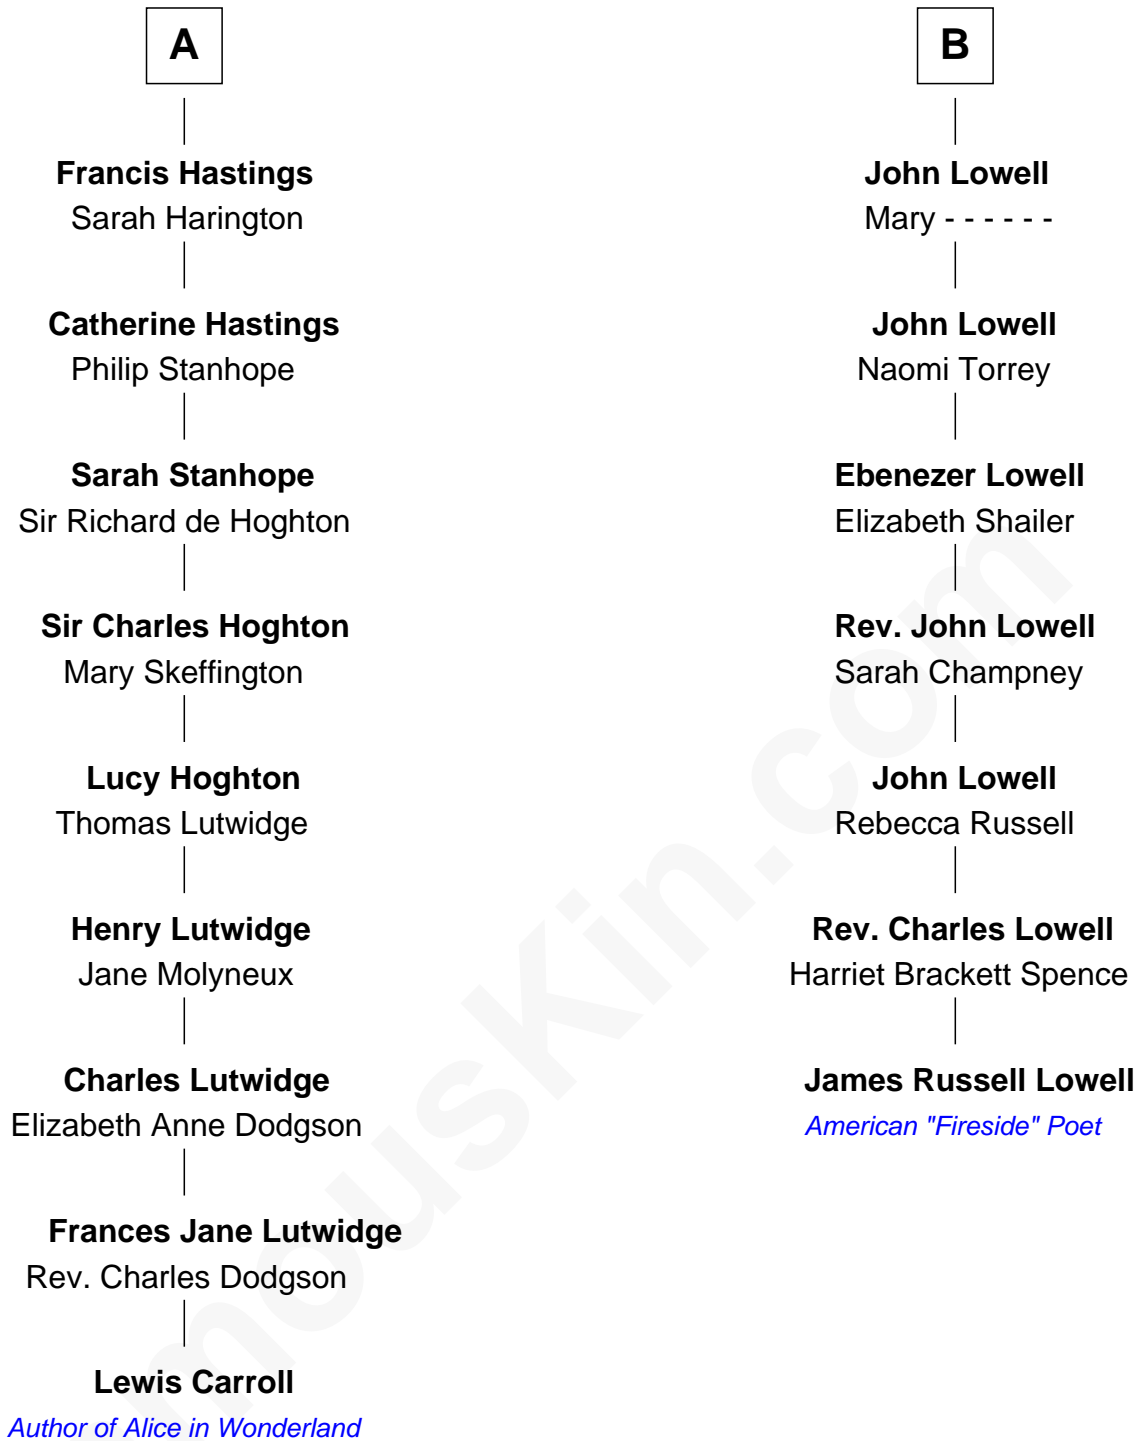 A
Francis Hastings
Sarah Harington
Catherine Hastings
Philip Stanhope
Sarah Stanhope
Sir Richard de Hoghton
Sir Charles Hoghton
Mary Skeffington
Lucy Hoghton
Thomas Lutwidge
Henry Lutwidge
Jane Molyneux
Charles Lutwidge
Elizabeth Anne Dodgson
Frances Jane Lutwidge
Rev. Charles Dodgson
Lewis Carroll
Author of Alice in Wonderland
B
John Lowell
Mary - - - - - -
John Lowell
Naomi Torrey
Ebenezer Lowell
Elizabeth Shailer
Rev. John Lowell
Sarah Champney
John Lowell
Rebecca Russell
Rev. Charles Lowell
Harriet Brackett Spence
James Russell Lowell
American "Fireside" Poet
mouskin.com